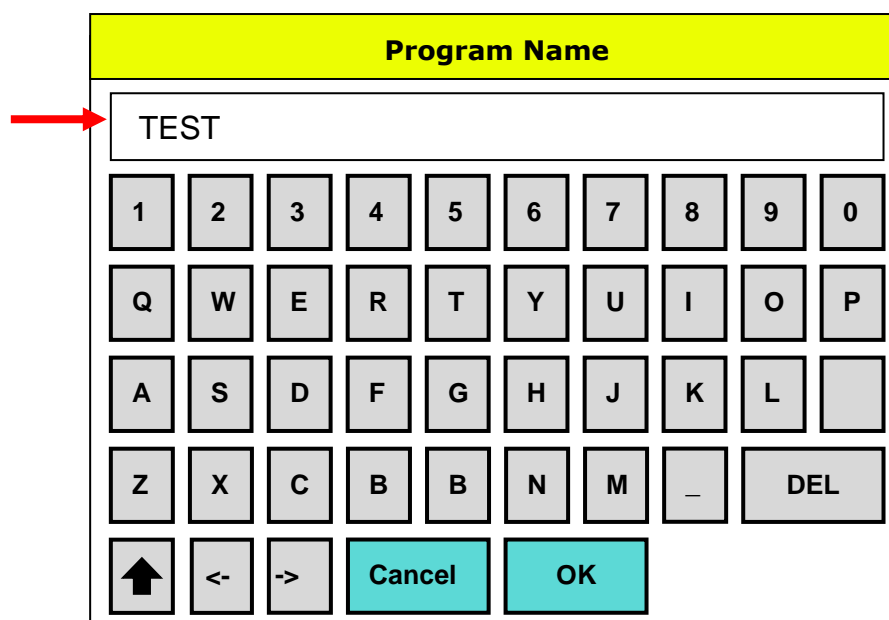 Program Name
TEST
1 2 3 4 5 6 7 8 9 0
Q W E R T Y U I O P
A S D F G H J K L
Z X C B B N M _ DEL
<- -> Cancel OK